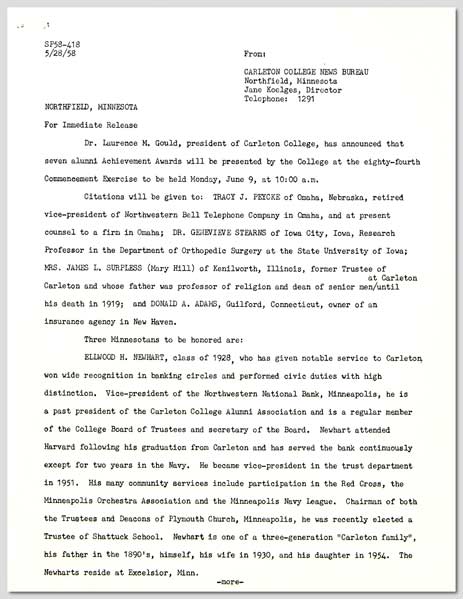 1
SP58-418
5/28/58
From:
CARLETON COLLEGE NEWS BUREAU
Northfield, Minnesota
Jane Koelges, Director
Telephone: 1291
NORTHFIELD, MINNESOTA
For Immediate Release
Dr. Laurence M. Gould, president of Carleton College, has announced that
seven alumni Achievement Awards will be presented by the College at the eighty-fourth
Commencement Exercise to be held Monday, June 9, at 10:00 a.m.
Citations will be given to: TRACY J. PEYCKE of Omaha, Nebraska, retired
vice-president of Northwestern Bell Telephone Company in Omaha, and at present
counsel to a firm in Omaha; DR. GENEVIEVE STEARNS of Iowa City, Iowa, Research
Professor in the Department of Orthopedic Surgery at the State University of Iowa;
MRS. JAMES L. SURPLESS (Mary Hill) of Kenilworth, Illinois, former Trustee of
at Carleton
Carleton and whose father was professor of religion and dean of senior men/until
his death in 1919; and DONALD A. ADAMS, Guilford, Connecticut, owner of an
insurance agency in New Haven.
Three Minnesotans to be honored are:
ELLWOOD H. NEWHART, class of 1928, who has given notable service to Carleton,
won wide recognition in banking circles and performed civic duties with high
distinction. Vice-president of the Northwestern National Bank, Minneapolis, he is
a past president of the Carleton College Alumni Association and is a regular member
of the College Board of Trustees and secretary of the Board. Newhart attended
Harvard following his graduation from Carleton and has served the bank continuously
except for two years in the Navy. He became vice-president in the trust department
in 1951. His many community services include participation in the Red Cross, the
Minneapolis Orchestra Association and the Minneapolis Navy League. Chairman of both
the Trustees and Deacons of Plymouth Church, Minneapolis, he was recently elected a
Trustee of Shattuck School. Newhart is one of a three-generation "Carleton family",
his father in the 1890's, himself, his wife in 1930, and his daughter in 1954. The
Newharts reside at Excelsior, Minn.
-more-